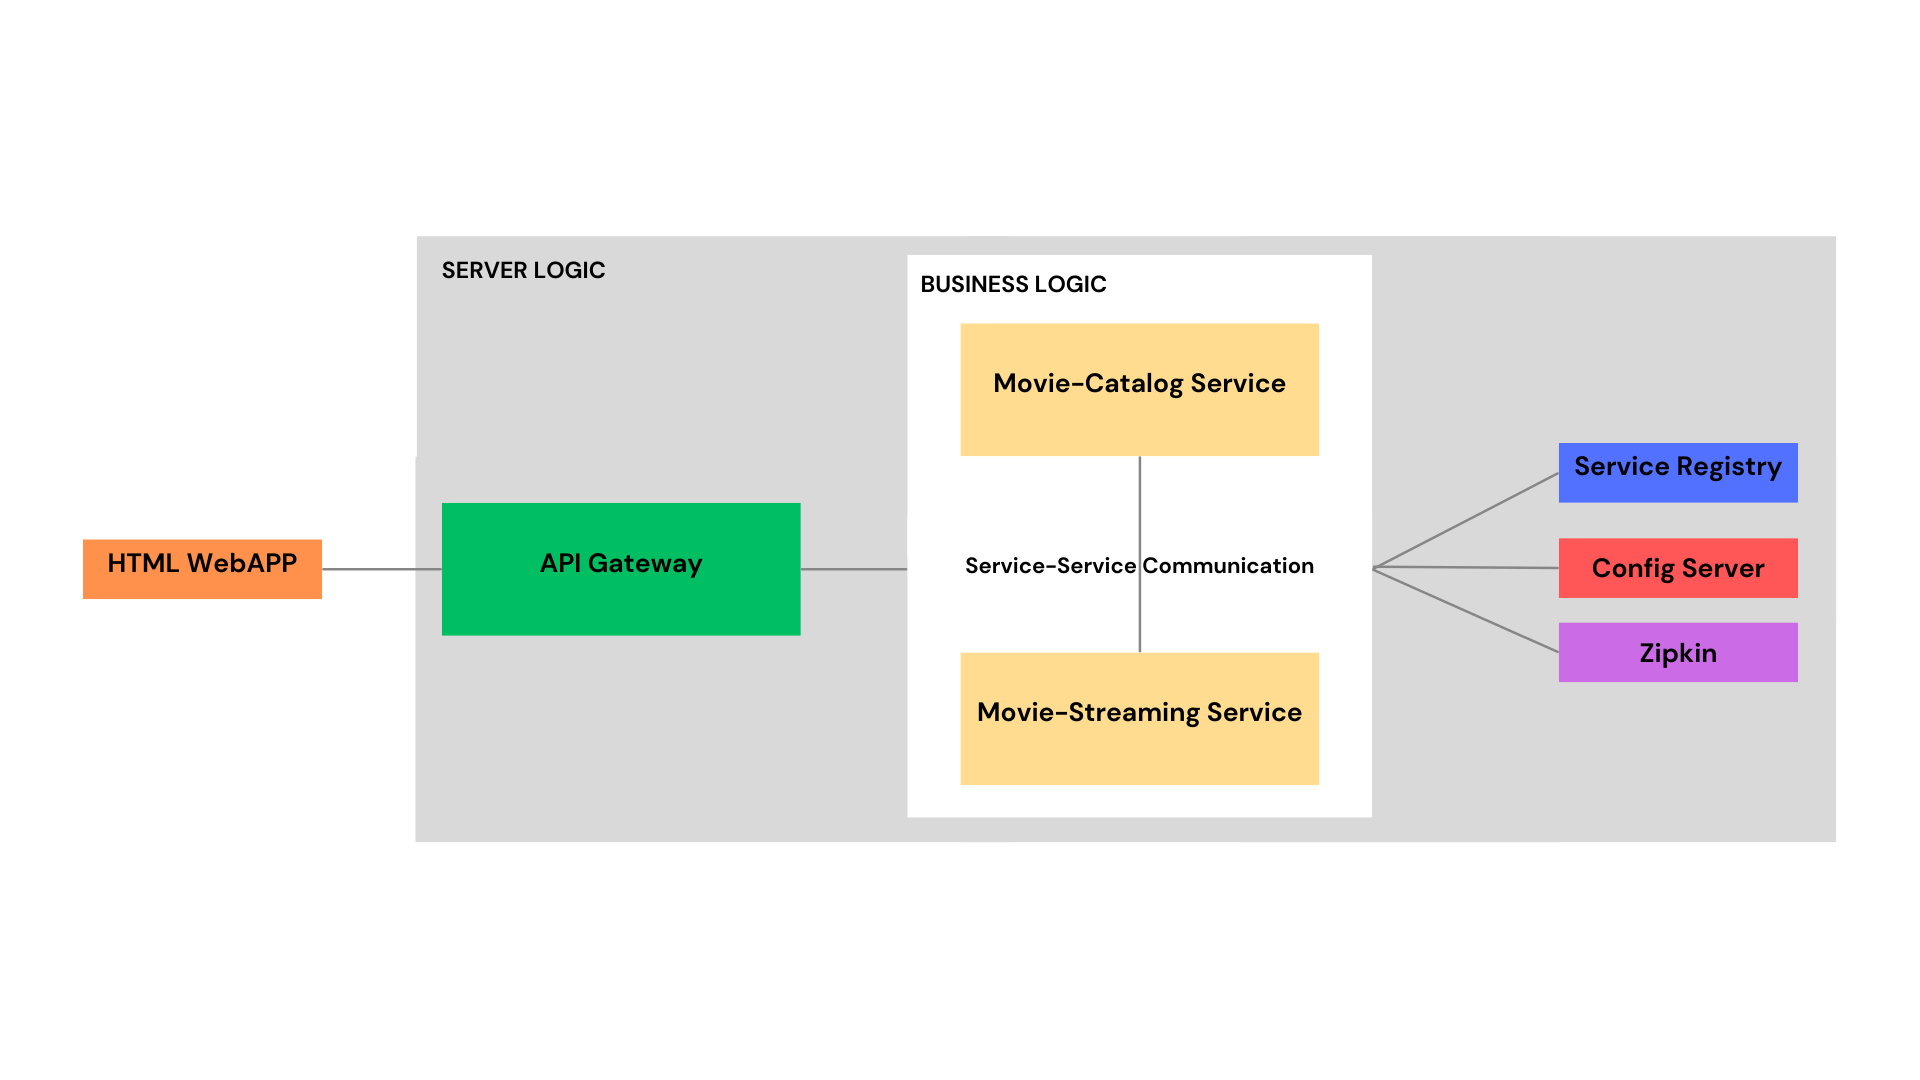 SERVER LOGIC
BUSINESS LOGIC
Movie-Catalog Service
Service Registry
HTML WebAPP
API Gateway
Service-Service Communication
Config Server
Zipkin
Movie-Streaming Service